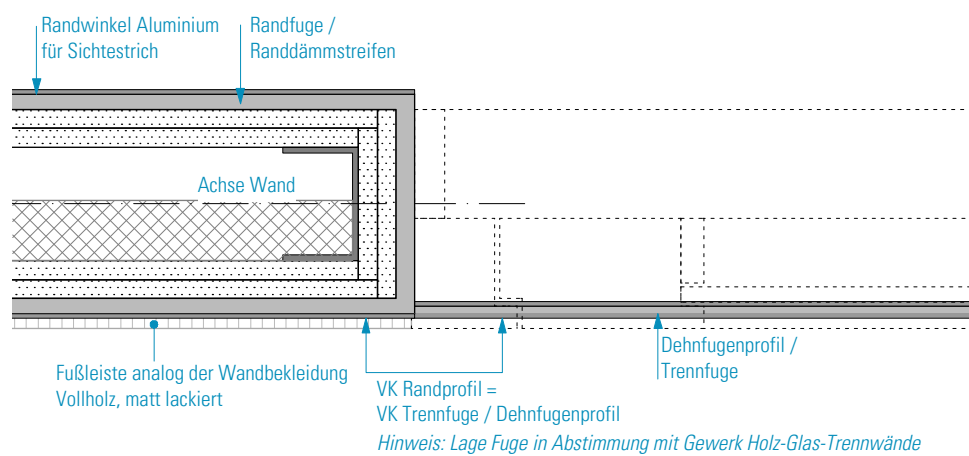 Randwinkel Aluminium
für Sichtestrich
Randfuge /
Randdämmstreifen
Achse Wand
Fußleiste analog der Wandbekleidung
Vollholz, matt lackiert
VK Randprofil =
VK Trennfuge / Dehnfugenprofil
Hinweis: Lage Fuge in Abstimmung mit Gewerk Holz-Glas-Trennwände
Dehnfugenprofil /
Trennfuge